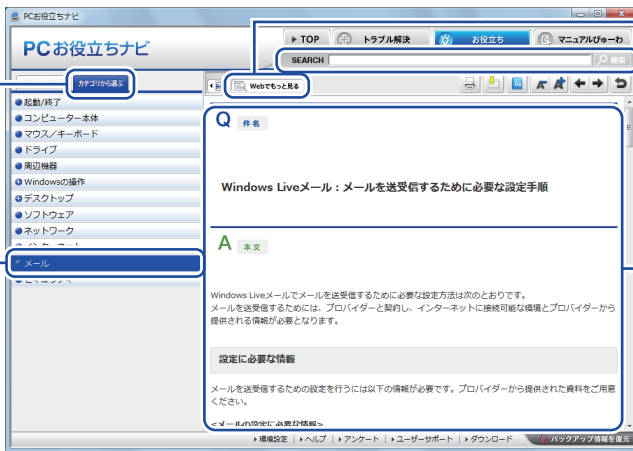 PCお役立ちナビ
PCお役立ちナビ
TOP トラブル解決 お役立ち マニュアルびゅーわ
SEARCH 検索
カテゴリから選ぶ
Webでもっと見る
起動/終了
コンピューター本体
マウス/キーボード
ドライブ
周辺機器
Windowsの操作
デスクトップ
ソフトウェア
ネットワーク
メール
Q 件名
Windows Liveメール：メールを送受信するために必要な設定手順
A 本文
Windows Liveメールでメールを送受信するために必要な設定方法は次のとおりです。
メールを送受信するためには、プロバイダーと契約し、インターネットに接続可能な環境とプロバイダーから
提供される情報が必要となります。
設定に必要な情報
メールを送受信するための設定を行うには以下の情報が必要です。プロバイダーから提供された資料をご用意
ください。
<メールの設定に必要な情報>
環境設定 | ヘルプ | アンケート | ユーザーサポート | ダウンロード バックアップ情報を復元